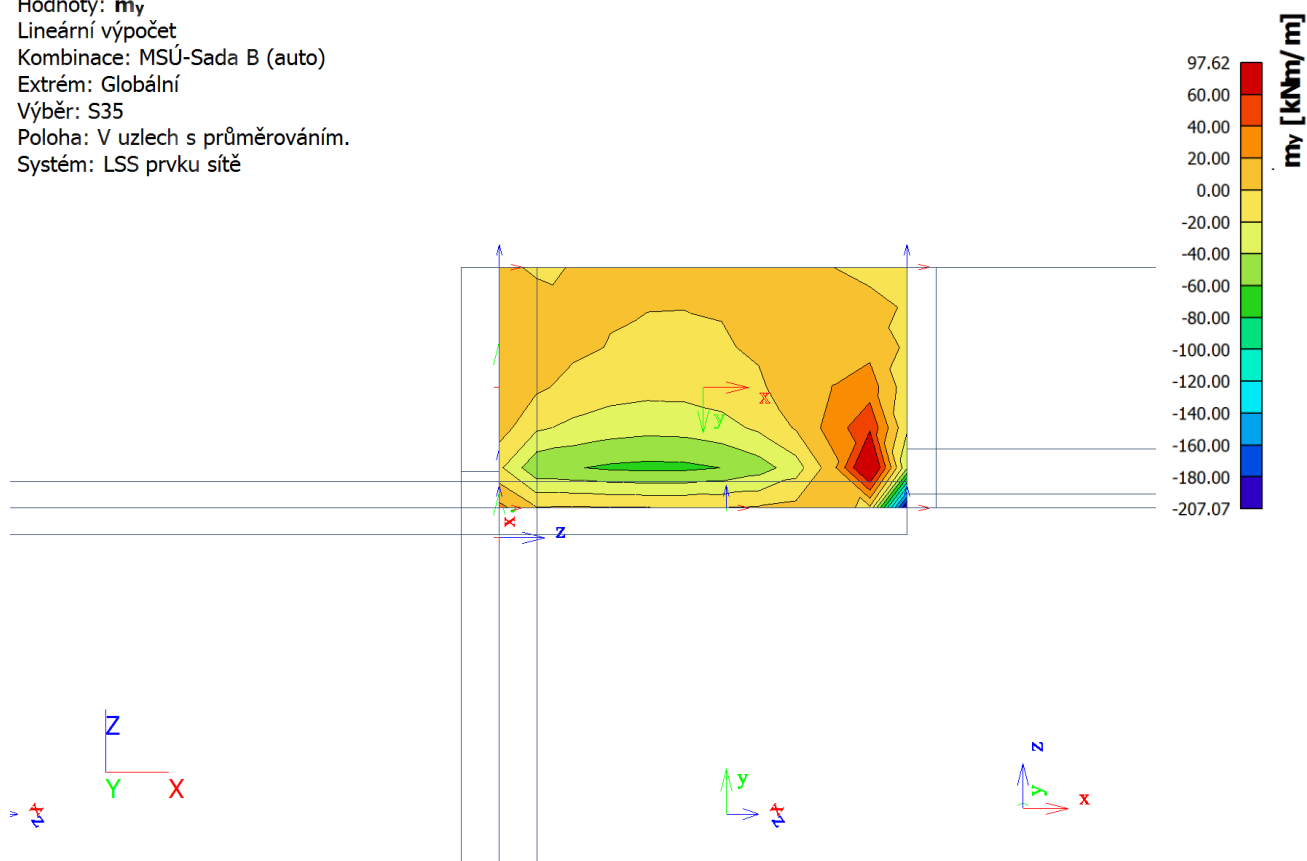 Hodnoty: my
Lineární výpočet
Kombinace: MSÚ-Sada B (auto)
Extrém: Globální
Výběr: S35
Poloha: V uzlech s průměrováním.
Systém: LSS prvku sítě
my [kNm/m]
97.62
60.00
40.00
20.00
0.00
-20.00
-40.00
-60.00
-80.00
-100.00
-120.00
-140.00
-160.00
-180.00
-207.07
x
y
x
z
Z
Y
X
y
z
y
x